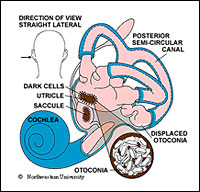 DIRECTION OF VIEW
STRAIGHT LATERAL
POSTERIOR
SEMI-CIRCULAR
CANAL
DARK CELLS
UTRICLE
SACCULE
COCHLEA
DISPLACED
OTOCONIA
OTOCONIA
© Northwestern University